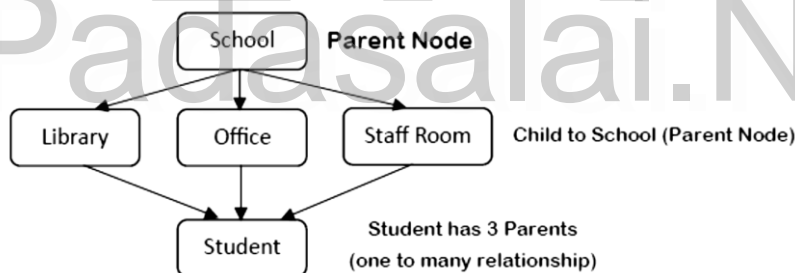 Padasalai.N
School Parent Node
Library Office Staff Room Child to School (Parent Node)
Student has 3 Parents
Student
(one to many relationship)